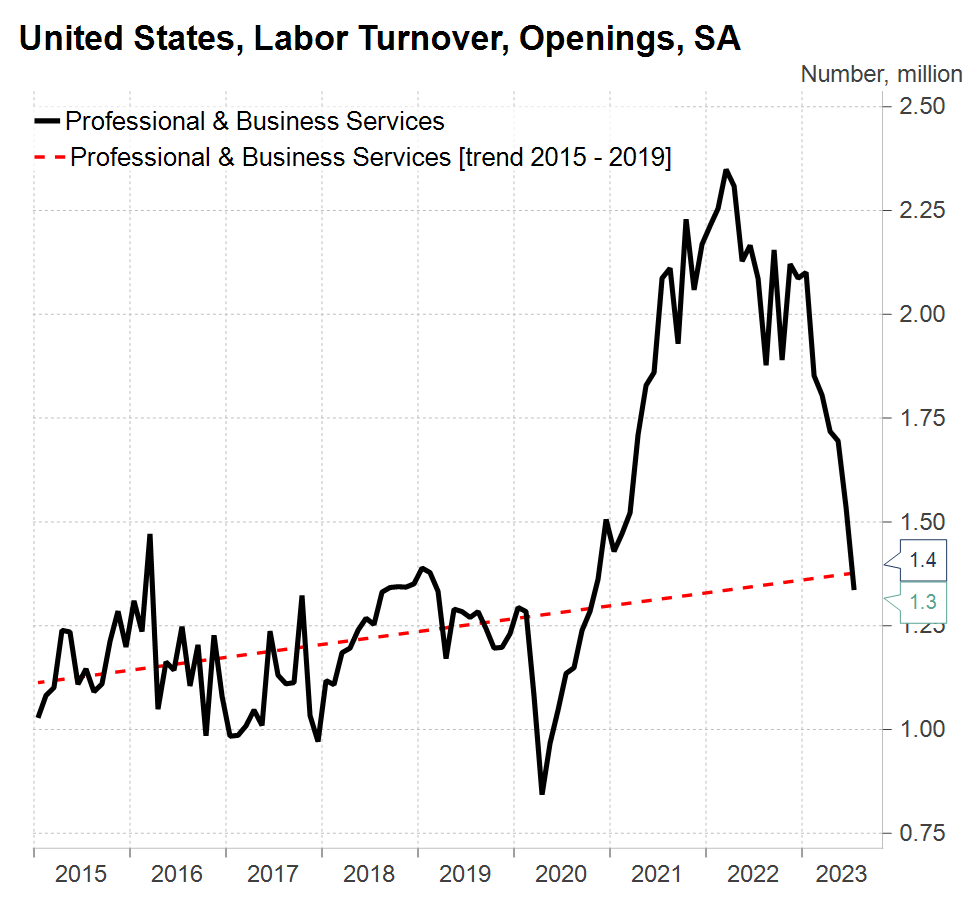 United States, Labor Turnover, Openings, SA
Number, million
Professional & Business Services
Professional & Business Services [trend 2015 - 2019]
2.50
2.25
2.00
1.75
1.50
1.4
1.3
1.25
1.00
0.75
2015 2016 2017 2018 2019 2020 2021 2022 2023